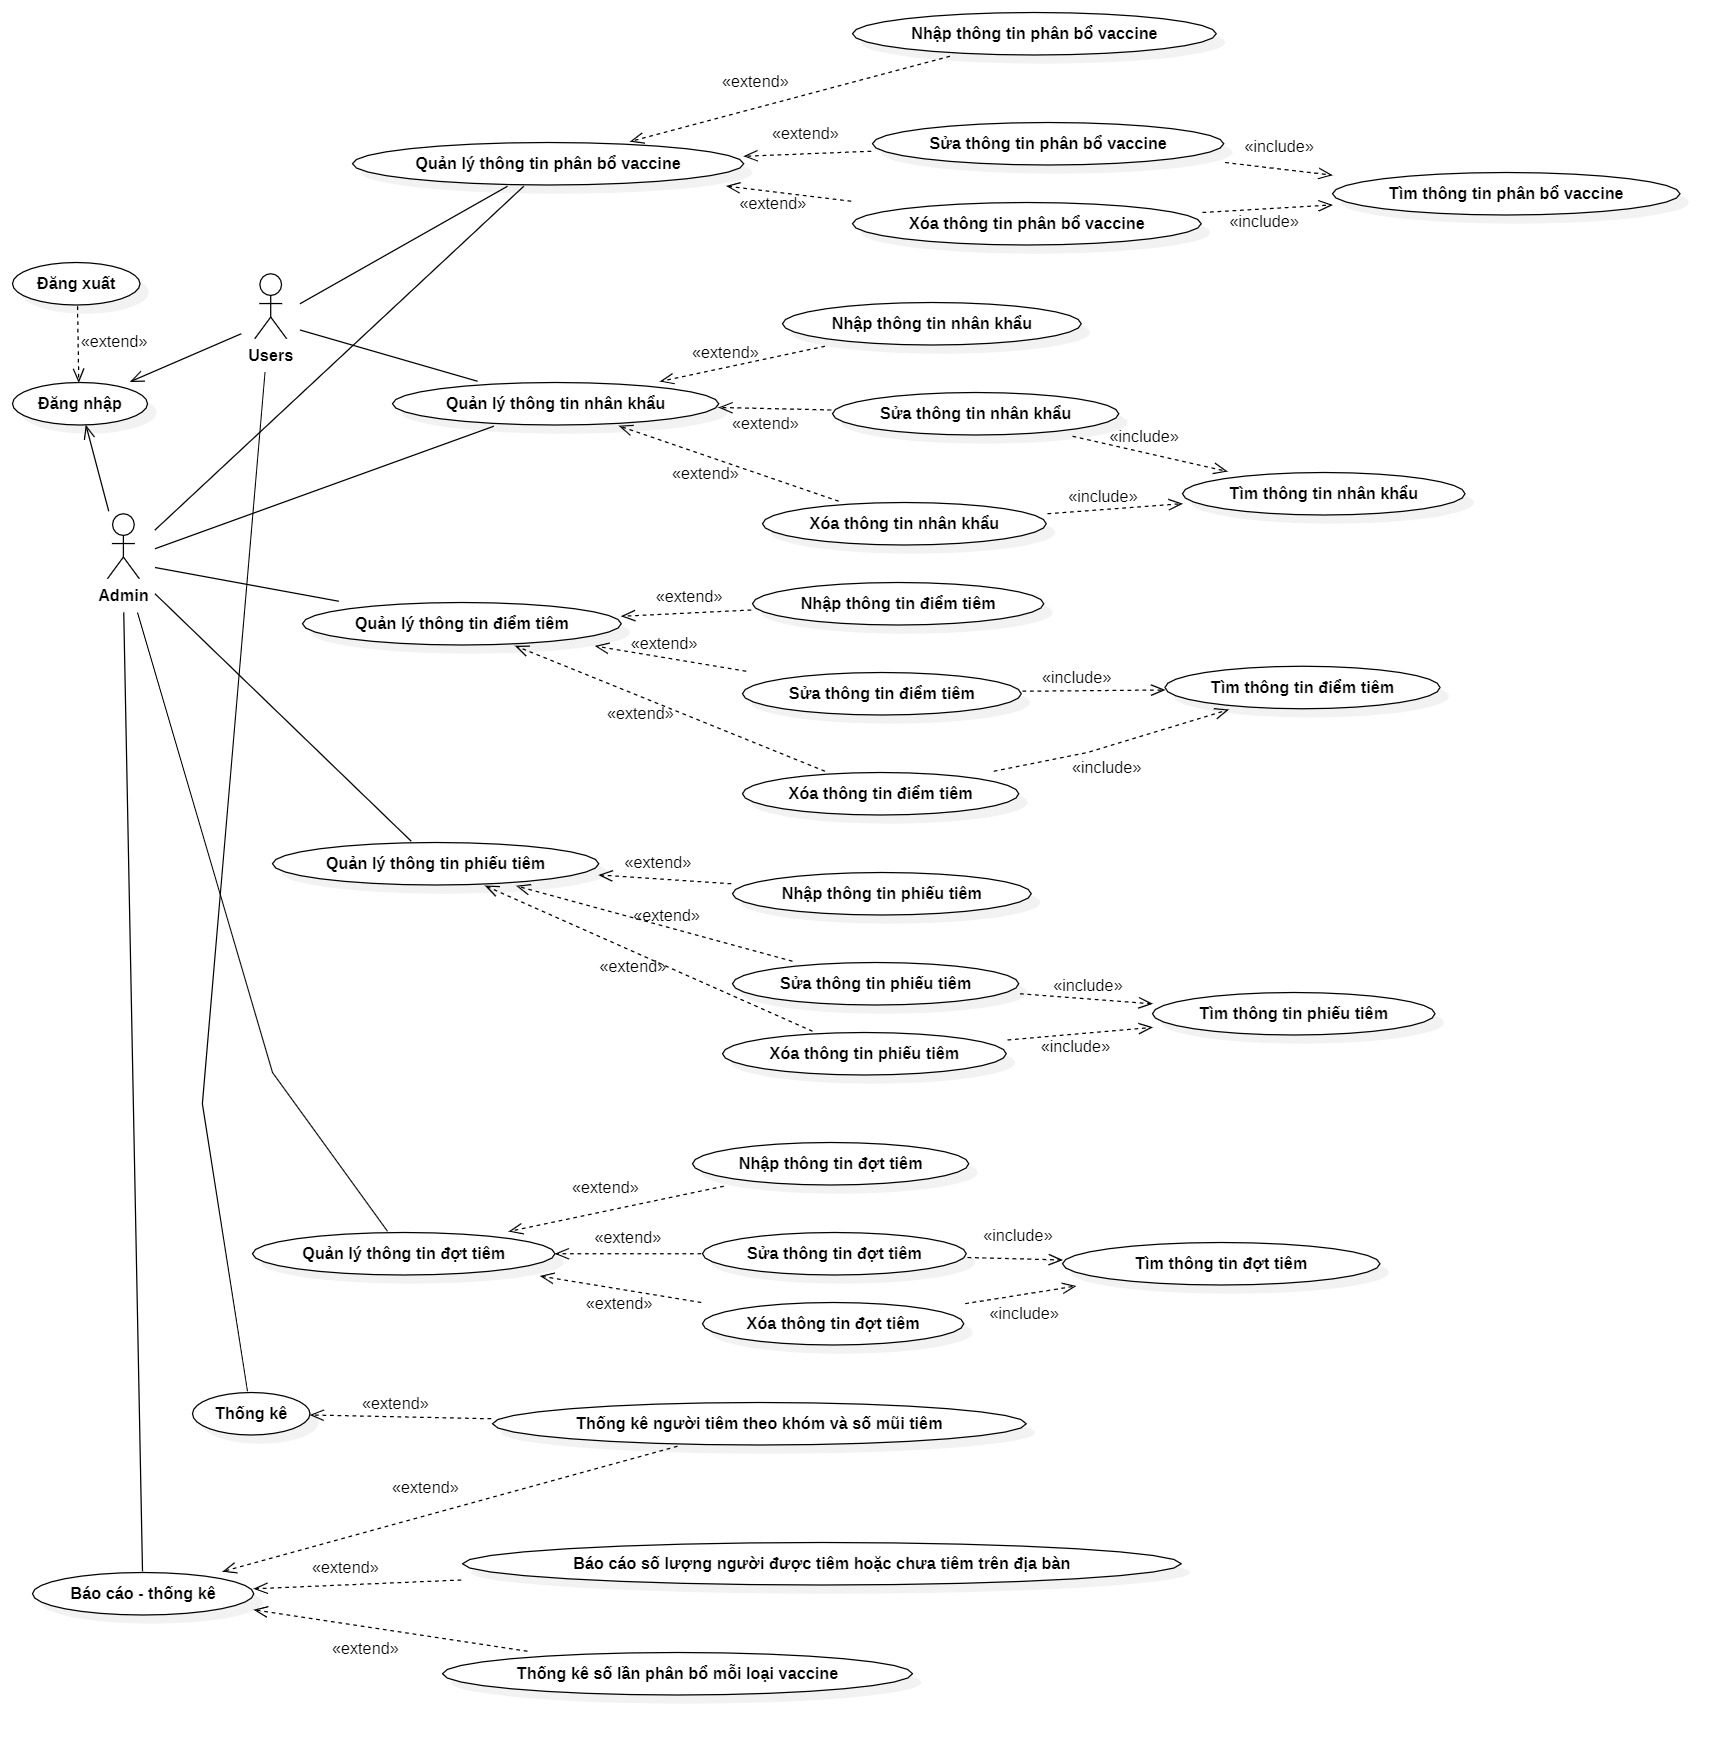 Nhập thông tin phân bổ vaccine
«extend»
«extend»
Sửa thông tin phân bổ vaccine
«include»
Quản lý thông tin phân bổ vaccine
Tìm thông tin phân bổ vaccine
«extend»
Xóa thông tin phân bổ vaccine
«include»
Đăng xuất
Nhập thông tin nhân khẩu
«extend»
Users
«extend»
Đăng nhập
Quản lý thông tin nhân khẩu
Sửa thông tin nhân khẩu
«extend»
«include»
«extend»
Tìm thông tin nhân khẩu
«include»
Xóa thông tin nhân khẩu
Admin
«extend»
Nhập thông tin điểm tiêm
Quản lý thông tin điểm tiêm
«extend»
«include»
Tìm thông tin điểm tiêm
Sửa thông tin điểm tiêm
«extend»
«include»
Xóa thông tin điểm tiêm
Quản lý thông tin phiếu tiêm
«extend»
Nhập thông tin phiếu tiêm
«extend»
«extend»
Sửa thông tin phiếu tiêm
«include»
Tìm thông tin phiếu tiêm
Xóa thông tin phiếu tiêm
«include»
Nhập thông tin đợt tiêm
«extend»
«extend»
«include»
Quản lý thông tin đợt tiêm
Sửa thông tin đợt tiêm
Tìm thông tin đợt tiêm
«extend»
«include»
Xóa thông tin đợt tiêm
«extend»
Thống kê
Thống kê người tiêm theo khóm và số mũi tiêm
«extend»
«extend»
Báo cáo số lượng người được tiêm hoặc chưa tiêm trên địa bàn
Báo cáo - thống kê
«extend»
Thống kê số lần phân bổ mỗi loại vaccine